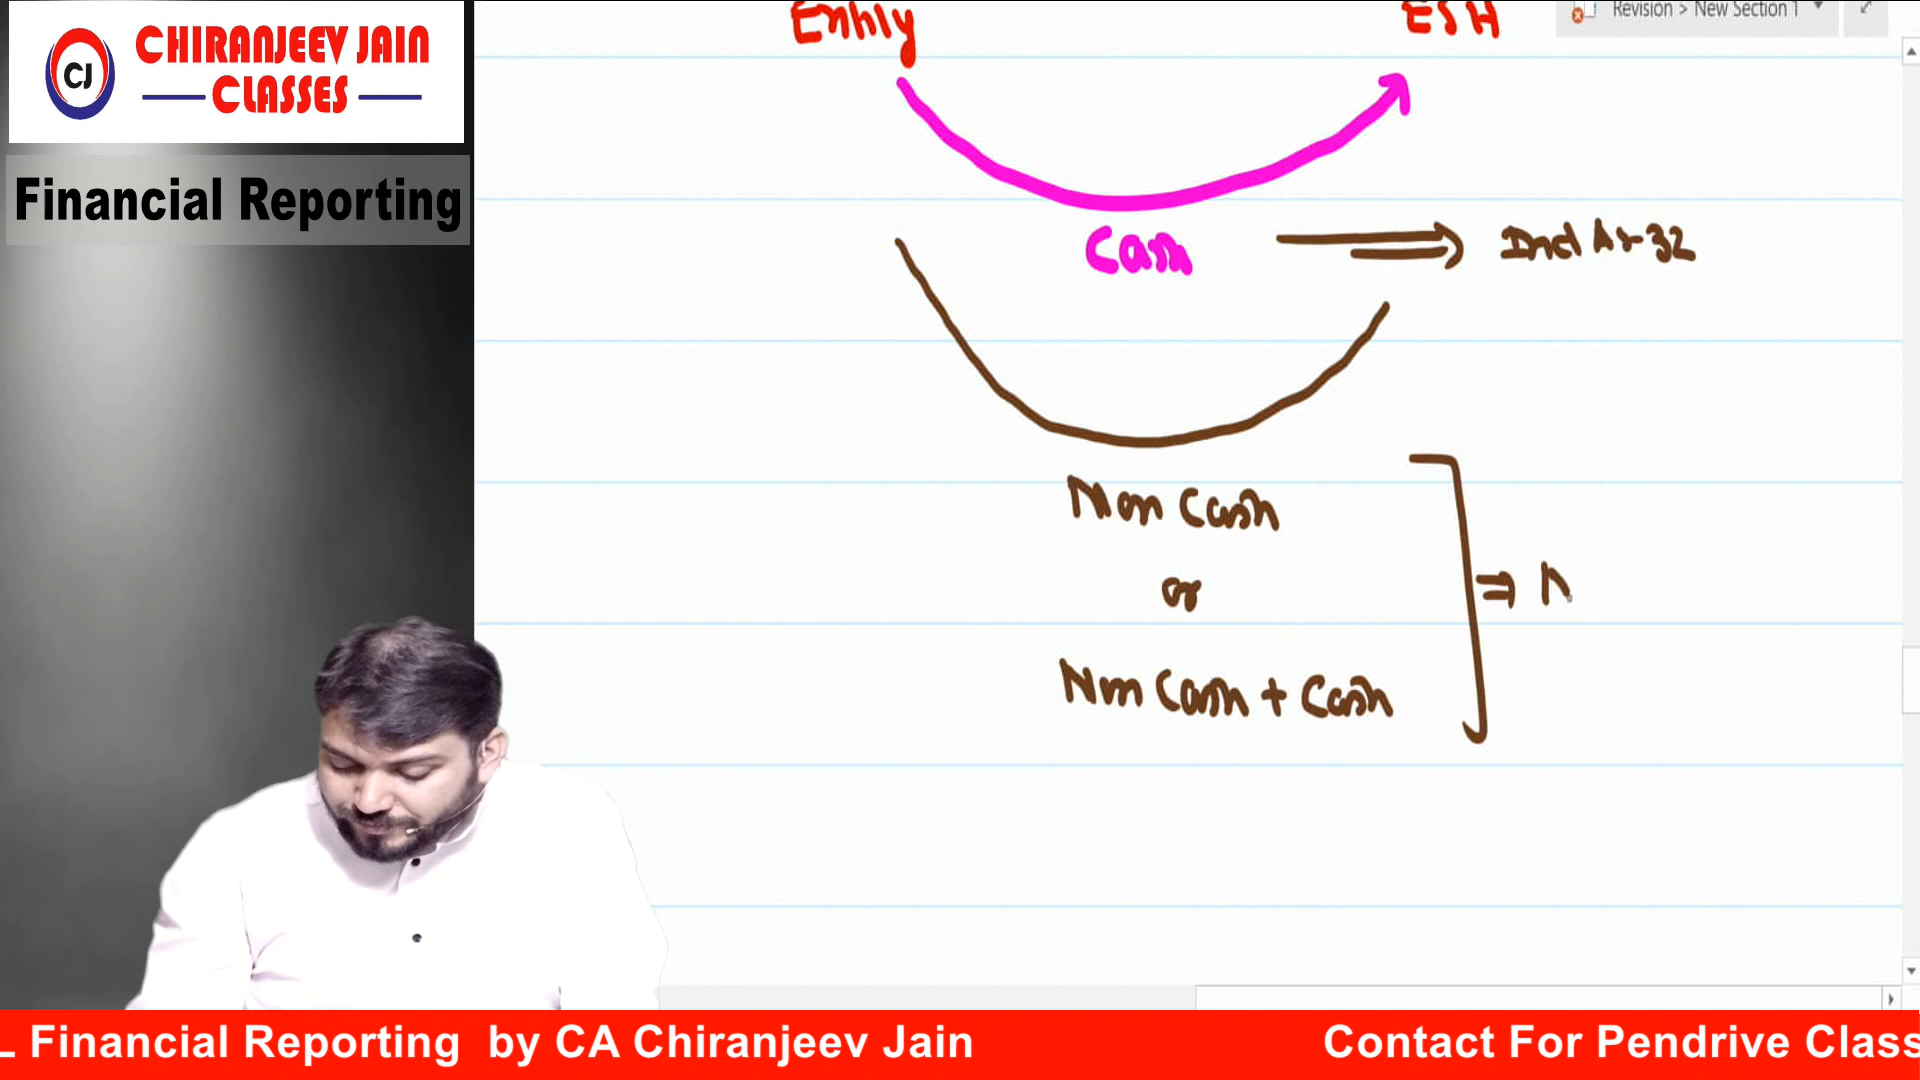 CHIRANJEEV JAIN
CLASSES
CJ
Financial Reporting
Revision > New Section 1
Entity
ESH
Cash
Ind AS-32
Non Cash
or
Non Cash + Cash
L Financial Reporting by CA Chiranjeev Jain
Contact For Pendrive Class